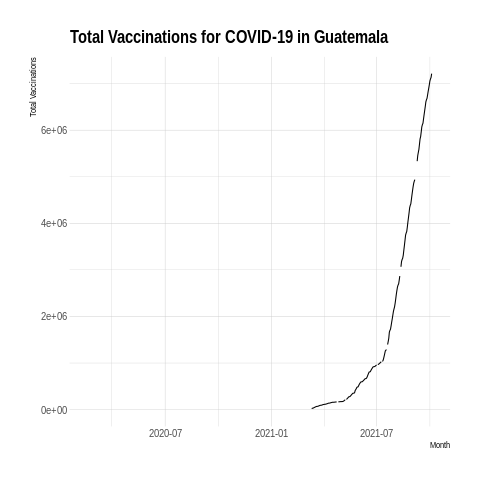 Total Vaccinations for COVID-19 in Guatemala
Total Vaccinations
6e+06
4e+06
2e+06
0e+00
2020-07 2021-01 2021-07
Month